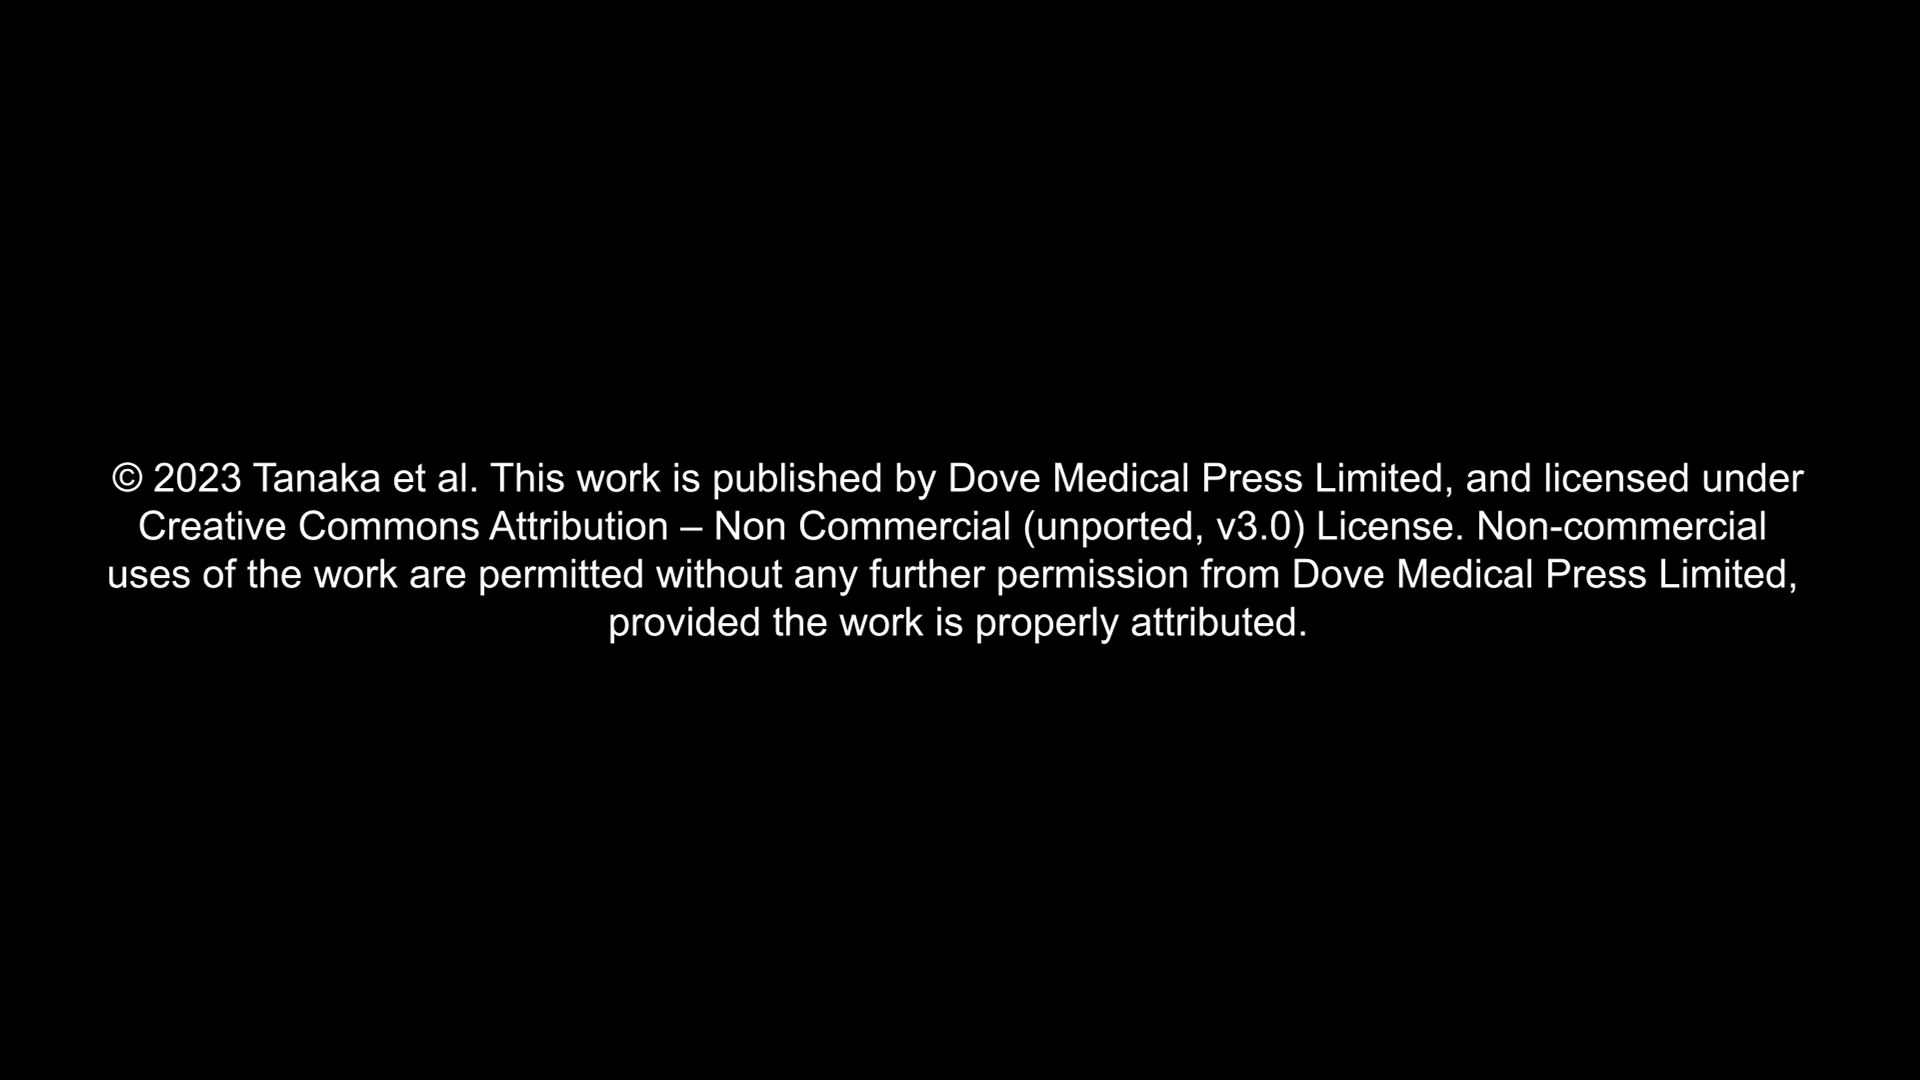 © 2023 Tanaka et al. This work is published by Dove Medical Press Limited, and licensed under
Creative Commons Attribution – Non Commercial (unported, v3.0) License. Non-commercial
uses of the work are permitted without any further permission from Dove Medical Press Limited,
provided the work is properly attributed.